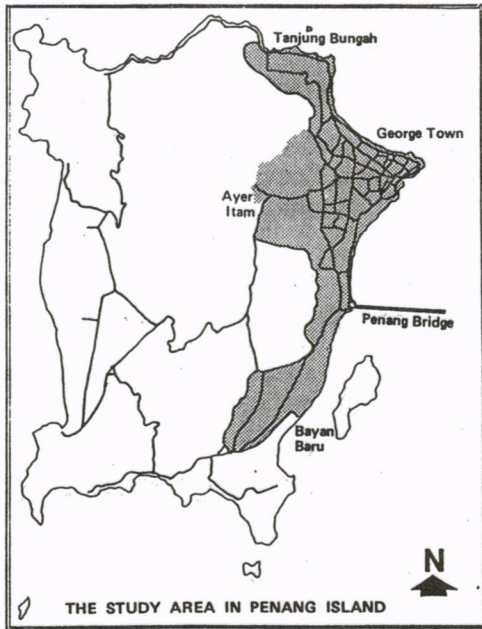 Tanjung Bungah
George Town
Ayer
Itam
Penang Bridge
Bayan
Baru
N
THE STUDY AREA IN PENANG ISLAND